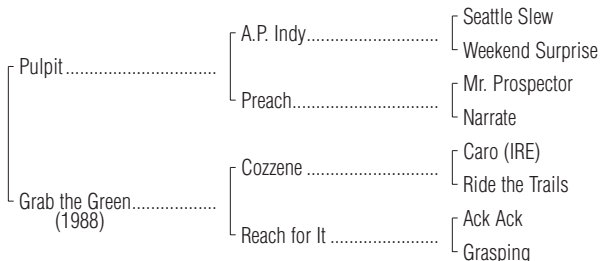 Seattle Slew
A.P. Indy..................................
Weekend Surprise
Pulpit ..................................
Mr. Prospector
Preach..................................
Narrate
Caro (IRE)
Cozzene ..................................
Ride the Trails
Grab the Green...................
(1988)
Ack Ack
Reach for It .........................
Grasping